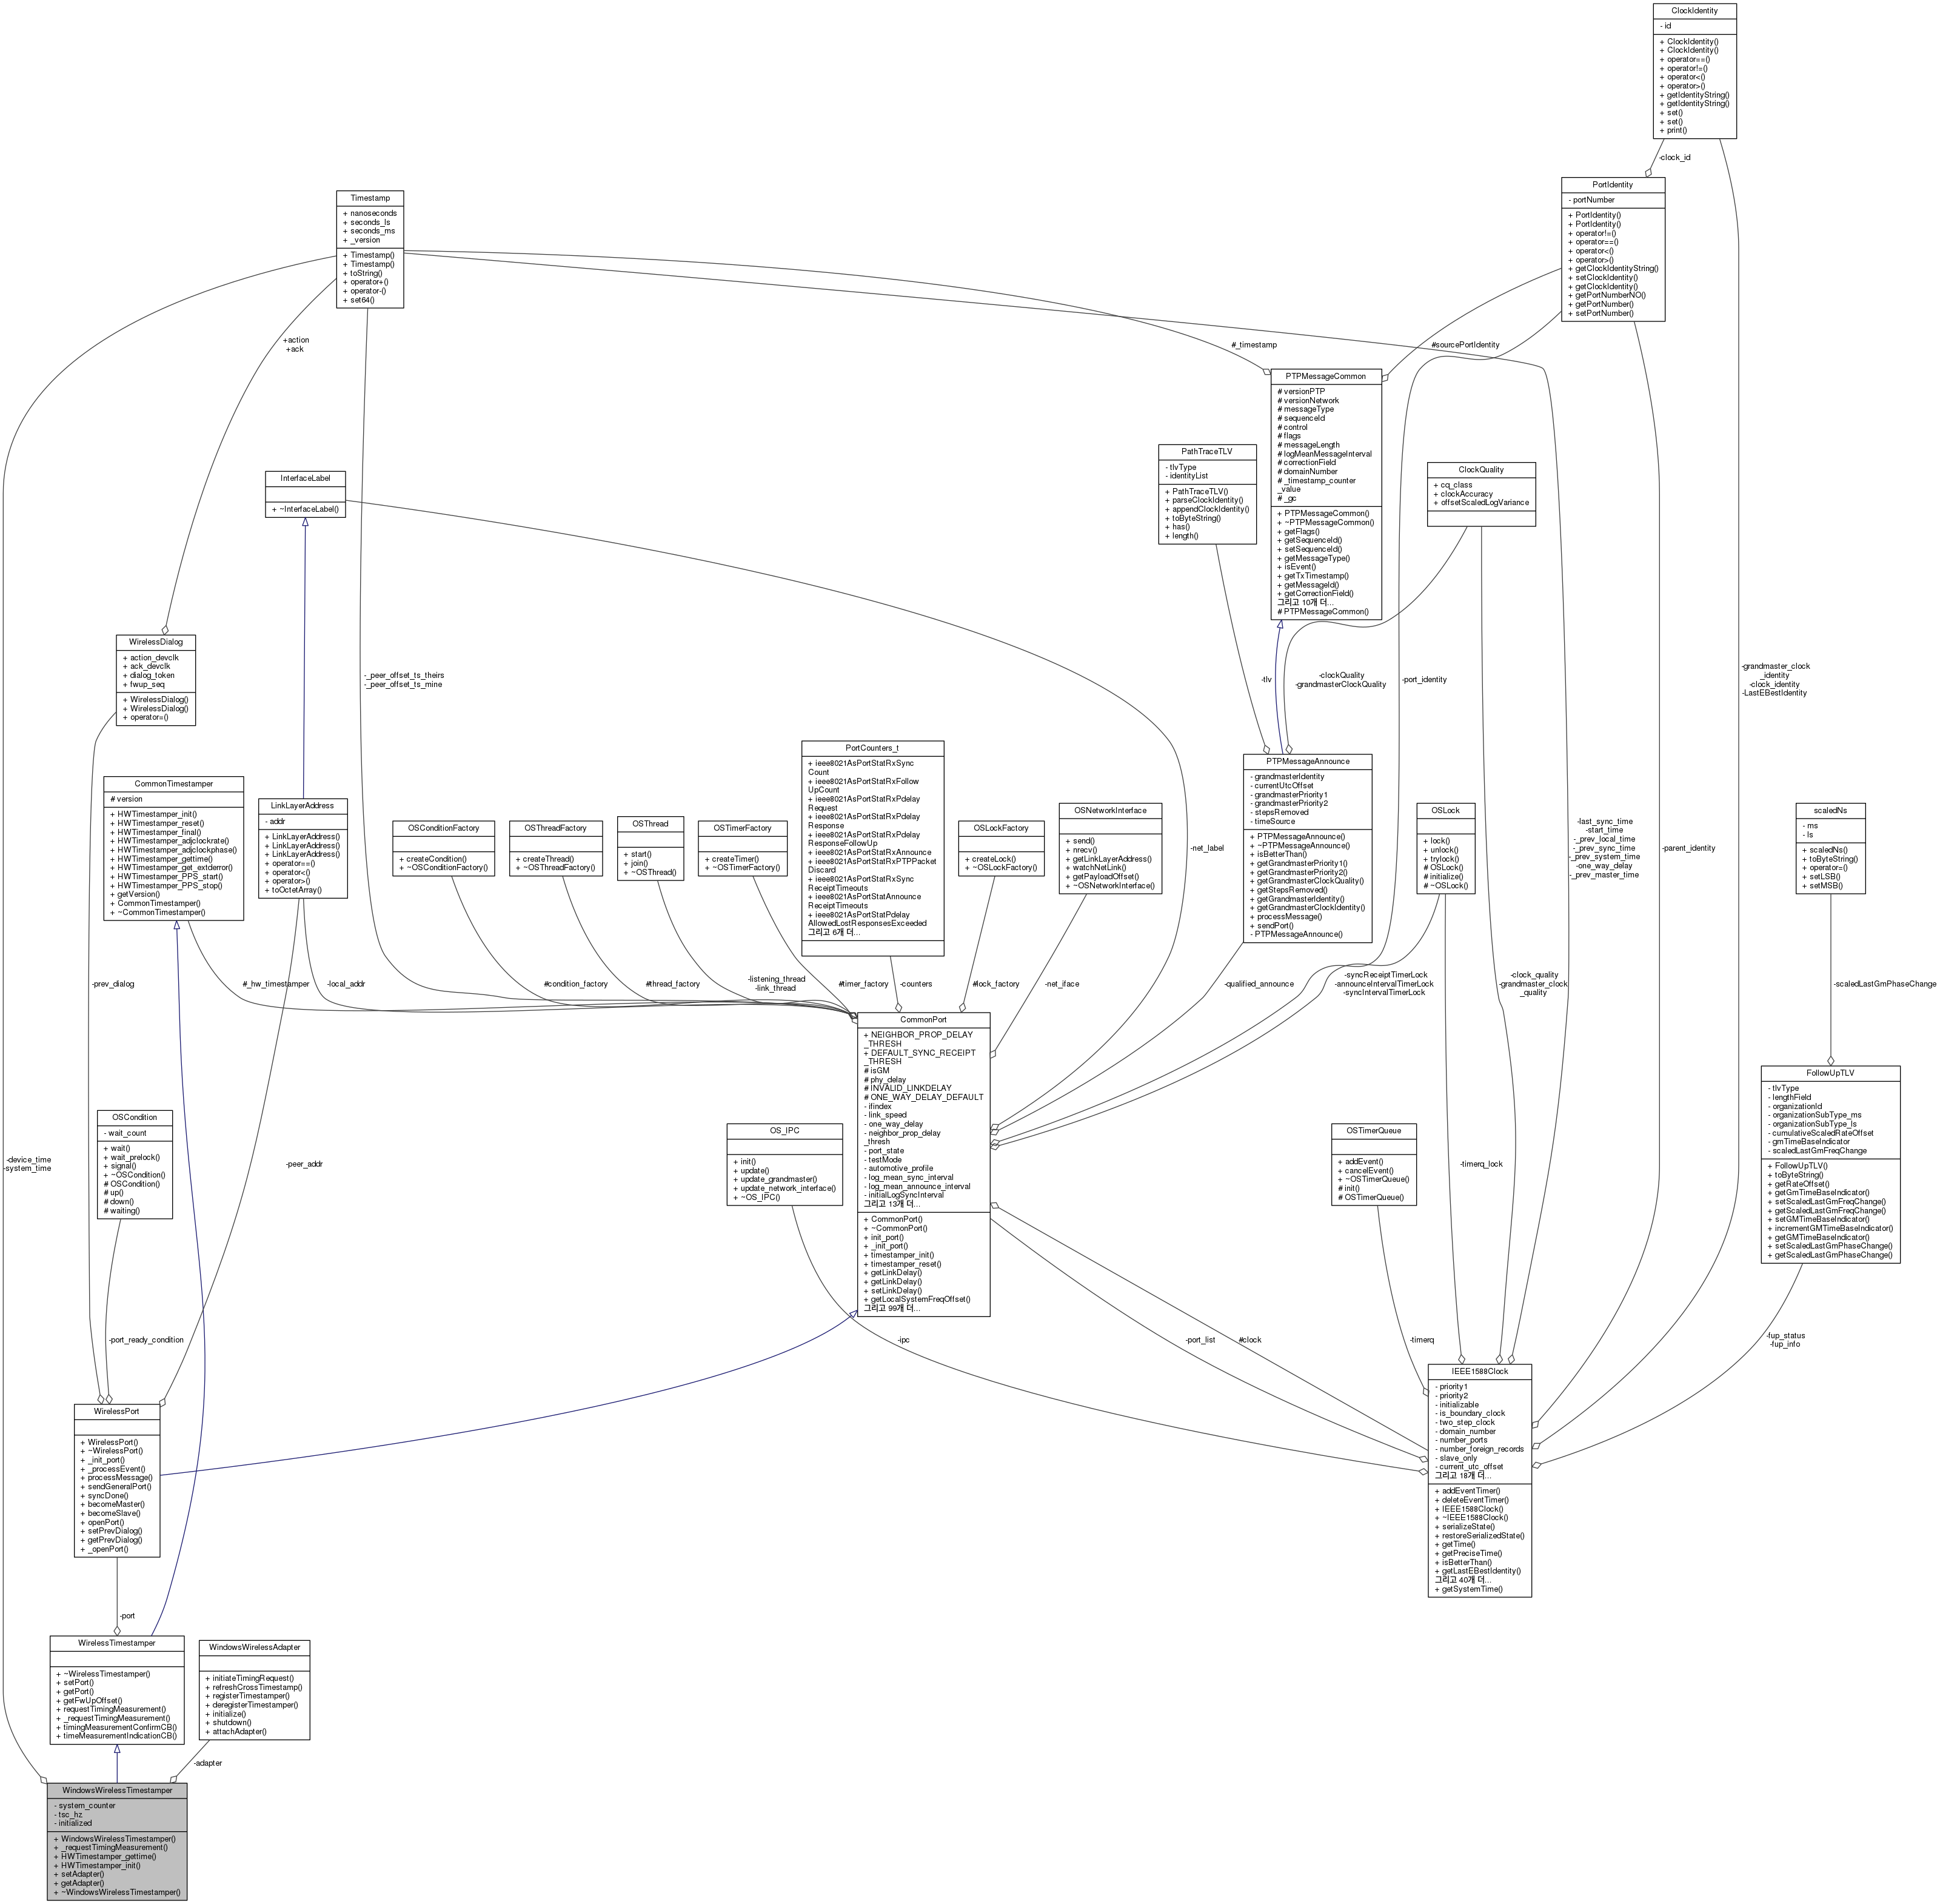 ClockIdentity
- id
+ ClockIdentity()
+ ClockIdentity()
+ operator==()
+ operator!=()
+ operator<()
+ operator>()
+ getIdentityString()
+ getIdentityString()
+ set()
+ set()
+ print()
-clock_id
PortIdentity
- portNumber
+ PortIdentity()
+ PortIdentity()
+ operator!=()
+ operator==()
+ operator<()
+ operator>()
+ getClockIdentityString()
+ setClockIdentity()
+ getClockIdentity()
+ getPortNumberNO()
+ getPortNumber()
+ setPortNumber()
Timestamp
+ nanoseconds
+ seconds_ls
+ seconds_ms
+ _version
+ Timestamp()
+ Timestamp()
+ toString()
+ operator+()
+ operator-()
+ set64()
+action
+ack
#_timestamp
#sourcePortIdentity
PTPMessageCommon
# versionPTP
# versionNetwork
# messageType
# sequenceId
# control
# flags
# messageLength
# logMeanMessageInterval
# correctionField
# domainNumber
# _timestamp_counter
_value
# _gc
+ PTPMessageCommon()
+ ~PTPMessageCommon()
+ getFlags()
+ getSequenceId()
+ setSequenceId()
+ getMessageType()
+ isEvent()
+ getTxTimestamp()
+ getMessageId()
+ getCorrectionField()
그리고 10개 더...
# PTPMessageCommon()
PathTraceTLV
- tlvType
- identityList
+ PathTraceTLV()
+ parseClockIdentity()
+ appendClockIdentity()
+ toByteString()
+ has()
+ length()
ClockQuality
+ cq_class
+ clockAccuracy
+ offsetScaledLogVariance
InterfaceLabel
+ ~InterfaceLabel()
WirelessDialog
+ action_devclk
+ ack_devclk
+ dialog_token
+ fwup_seq
+ WirelessDialog()
+ WirelessDialog()
+ operator=()
-_peer_offset_ts_theirs
-_peer_offset_ts_mine
-tlv
-clockQuality
-grandmasterClockQuality
-port_identity
-grandmaster_clock
_identity
-clock_identity
-LastEBestIdentity
CommonTimestamper
# version
+ HWTimestamper_init()
+ HWTimestamper_reset()
+ HWTimestamper_final()
+ HWTimestamper_adjclockrate()
+ HWTimestamper_adjclockphase()
+ HWTimestamper_gettime()
+ HWTimestamper_get_extderror()
+ HWTimestamper_PPS_start()
+ HWTimestamper_PPS_stop()
+ getVersion()
+ CommonTimestamper()
+ ~CommonTimestamper()
LinkLayerAddress
- addr
+ LinkLayerAddress()
+ LinkLayerAddress()
+ LinkLayerAddress()
+ operator==()
+ operator<()
+ operator>()
+ toOctetArray()
OSConditionFactory
+ createCondition()
+ ~OSConditionFactory()
OSThreadFactory
+ createThread()
+ ~OSThreadFactory()
OSThread
+ start()
+ join()
+ ~OSThread()
OSTimerFactory
+ createTimer()
+ ~OSTimerFactory()
PortCounters_t
+ ieee8021AsPortStatRxSync
Count
+ ieee8021AsPortStatRxFollow
UpCount
+ ieee8021AsPortStatRxPdelay
Request
+ ieee8021AsPortStatRxPdelay
Response
+ ieee8021AsPortStatRxPdelay
ResponseFollowUp
+ ieee8021AsPortStatRxAnnounce
+ ieee8021AsPortStatRxPTPPacket
Discard
+ ieee8021AsPortStatRxSync
ReceiptTimeouts
+ ieee8021AsPortStatAnnounce
ReceiptTimeouts
+ ieee8021AsPortStatPdelay
AllowedLostResponsesExceeded
그리고 6개 더...
OSLockFactory
+ createLock()
+ ~OSLockFactory()
OSNetworkInterface
+ send()
+ nrecv()
+ getLinkLayerAddress()
+ watchNetLink()
+ getPayloadOffset()
+ ~OSNetworkInterface()
-net_label
PTPMessageAnnounce
- grandmasterIdentity
- currentUtcOffset
- grandmasterPriority1
- grandmasterPriority2
- stepsRemoved
- timeSource
+ PTPMessageAnnounce()
+ ~PTPMessageAnnounce()
+ isBetterThan()
+ getGrandmasterPriority1()
+ getGrandmasterPriority2()
+ getGrandmasterClockQuality()
+ getStepsRemoved()
+ getGrandmasterIdentity()
+ getGrandmasterClockIdentity()
+ processMessage()
+ sendPort()
- PTPMessageAnnounce()
OSLock
+ lock()
+ unlock()
+ trylock()
# OSLock()
# initialize()
# ~OSLock()
-last_sync_time
-start_time
-_prev_local_time
-_prev_sync_time
-_prev_system_time
-one_way_delay
-_prev_master_time
-parent_identity
scaledNs
- ms
- ls
+ scaledNs()
+ toByteString()
+ operator=()
+ setLSB()
+ setMSB()
-prev_dialog
#_hw_timestamper
-local_addr
#condition_factory
#thread_factory
-listening_thread
-link_thread
#timer_factory
-counters
#lock_factory
-net_iface
-qualified_announce
-syncReceiptTimerLock
-announceIntervalTimerLock
-syncIntervalTimerLock
-clock_quality
-grandmaster_clock
_quality
-scaledLastGmPhaseChange
CommonPort
+ NEIGHBOR_PROP_DELAY
_THRESH
+ DEFAULT_SYNC_RECEIPT
_THRESH
# isGM
# phy_delay
# INVALID_LINKDELAY
# ONE_WAY_DELAY_DEFAULT
- ifindex
- link_speed
- one_way_delay
- neighbor_prop_delay
_thresh
- port_state
- testMode
- automotive_profile
- log_mean_sync_interval
- log_mean_announce_interval
- initialLogSyncInterval
그리고 13개 더...
+ CommonPort()
+ ~CommonPort()
+ init_port()
+ _init_port()
+ timestamper_init()
+ timestamper_reset()
+ getLinkDelay()
+ getLinkDelay()
+ setLinkDelay()
+ getLocalSystemFreqOffset()
그리고 99개 더...
FollowUpTLV
- tlvType
- lengthField
- organizationId
- organizationSubType_ms
- organizationSubType_ls
- cumulativeScaledRateOffset
- gmTimeBaseIndicator
- scaledLastGmFreqChange
+ FollowUpTLV()
+ toByteString()
+ getRateOffset()
+ getGmTimeBaseIndicator()
+ setScaledLastGmFreqChange()
+ getScaledLastGmFreqChange()
+ setGMTimeBaseIndicator()
+ incrementGMTimeBaseIndicator()
+ getGMTimeBaseIndicator()
+ setScaledLastGmPhaseChange()
+ getScaledLastGmPhaseChange()
OSCondition
- wait_count
+ wait()
+ wait_prelock()
+ signal()
+ ~OSCondition()
# OSCondition()
# up()
# down()
# waiting()
OS_IPC
+ init()
+ update()
+ update_grandmaster()
+ update_network_interface()
+ ~OS_IPC()
OSTimerQueue
+ addEvent()
+ cancelEvent()
+ ~OSTimerQueue()
# init()
# OSTimerQueue()
-device_time
-system_time
-peer_addr
-timerq_lock
-port_ready_condition
-ipc
-port_list
#clock
-timerq
-fup_status
-fup_info
WirelessPort
+ WirelessPort()
+ ~WirelessPort()
+ _init_port()
+ _processEvent()
+ processMessage()
+ sendGeneralPort()
+ syncDone()
+ becomeMaster()
+ becomeSlave()
+ openPort()
+ setPrevDialog()
+ getPrevDialog()
+ _openPort()
IEEE1588Clock
- priority1
- priority2
- initializable
- is_boundary_clock
- two_step_clock
- domain_number
- number_ports
- number_foreign_records
- slave_only
- current_utc_offset
그리고 18개 더...
+ addEventTimer()
+ deleteEventTimer()
+ IEEE1588Clock()
+ ~IEEE1588Clock()
+ serializeState()
+ restoreSerializedState()
+ getTime()
+ getPreciseTime()
+ isBetterThan()
+ getLastEBestIdentity()
그리고 40개 더...
+ getSystemTime()
-port
WirelessTimestamper
+ ~WirelessTimestamper()
+ setPort()
+ getPort()
+ getFwUpOffset()
+ requestTimingMeasurement()
+ _requestTimingMeasurement()
+ timingMeasurementConfirmCB()
+ timeMeasurementIndicationCB()
WindowsWirelessAdapter
+ initiateTimingRequest()
+ refreshCrossTimestamp()
+ registerTimestamper()
+ deregisterTimestamper()
+ initialize()
+ shutdown()
+ attachAdapter()
-adapter
WindowsWirelessTimestamper
- system_counter
- tsc_hz
- initialized
+ WindowsWirelessTimestamper()
+ _requestTimingMeasurement()
+ HWTimestamper_gettime()
+ HWTimestamper_init()
+ setAdapter()
+ getAdapter()
+ ~WindowsWirelessTimestamper()